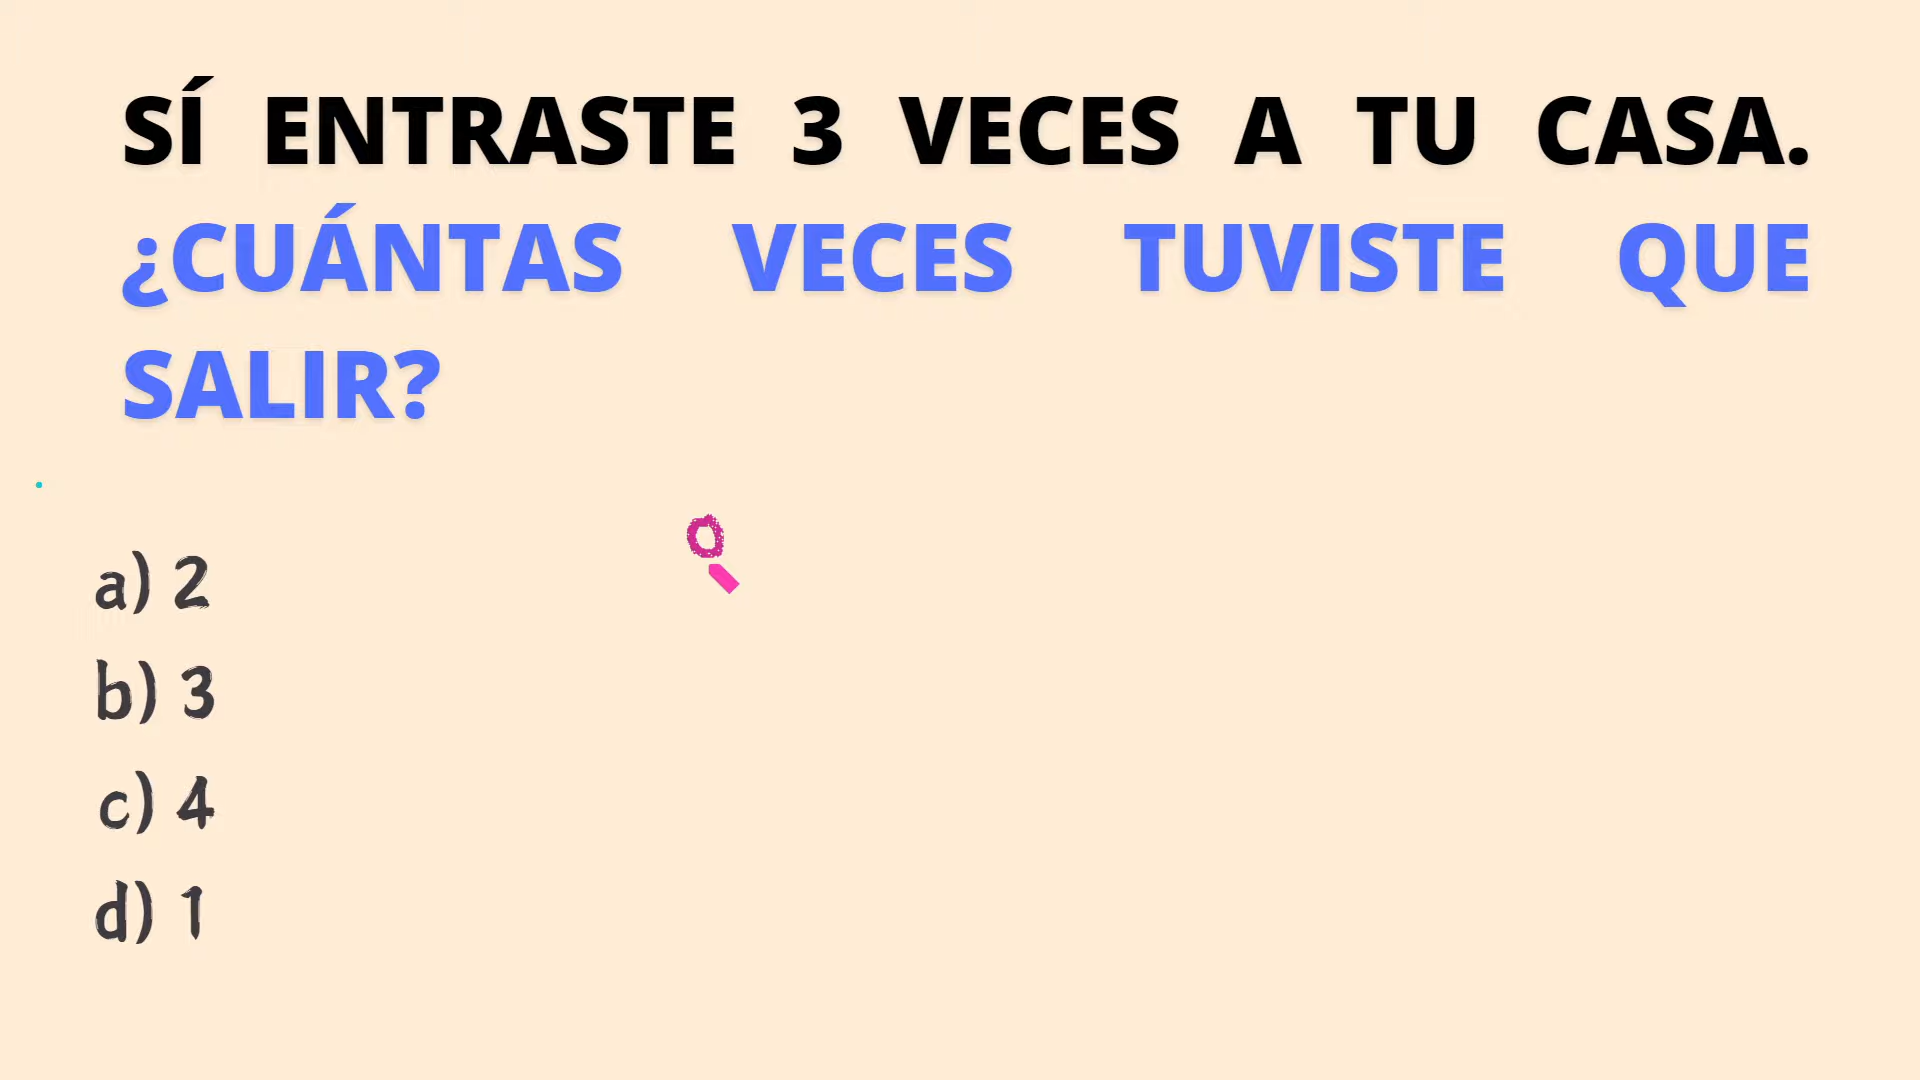 SÍ ENTRASTE 3 VECES A TU CASA.
¿CUÁNTAS VECES TUVISTE QUE
SALIR?
a) 2
b) 3
c) 4
d) 1